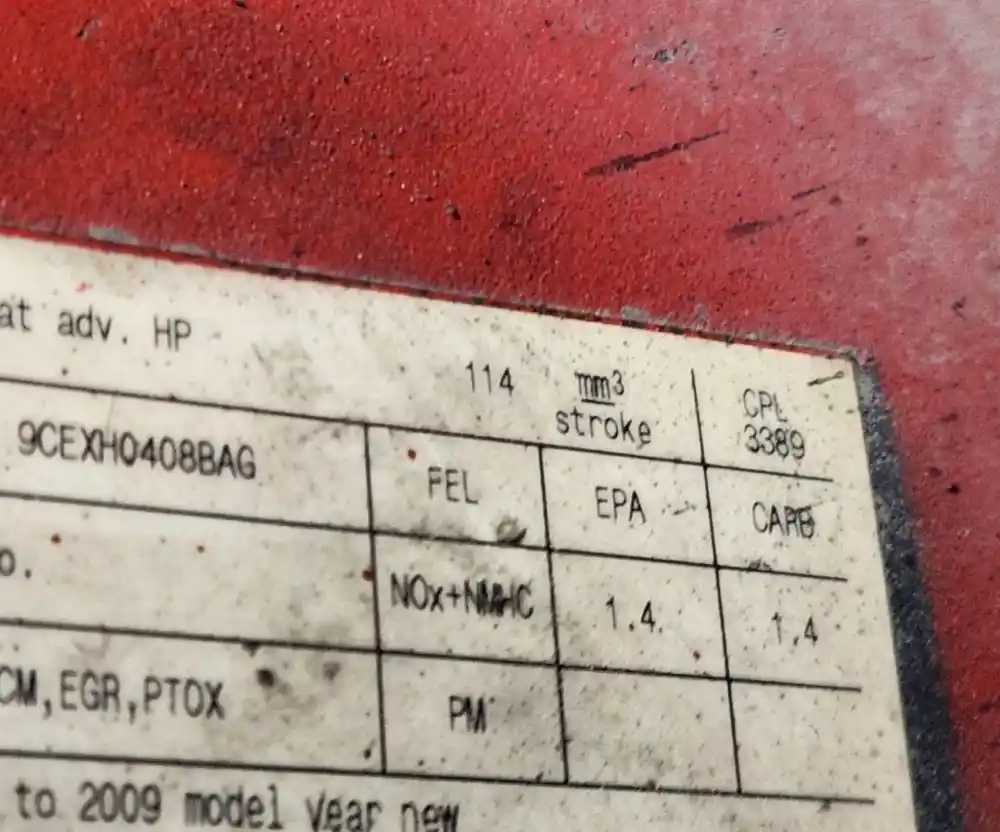 at adv. HP 114 mm3 CPL
stroke 3389
9CEXH0408BAG FEL EPA CARB
o. NOx+NMHC 1.4 1.4
CM,EGR,PTOX PM
to 2009 model year new